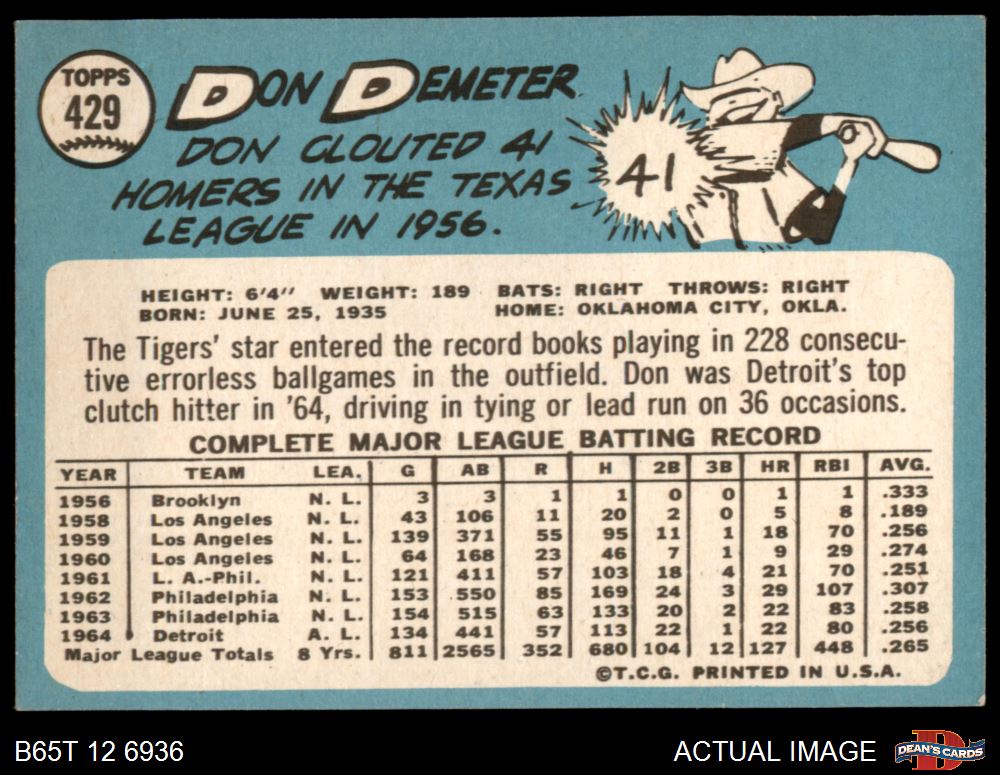 TOPPS
429
DON DEMETER
DON CLOUTED 41
HOMERS IN THE TEXAS
LEAGUE IN 1956.
41
HEIGHT: 6'4" WEIGHT: 189 BATS: RIGHT THROWS: RIGHT
BORN: JUNE 25, 1935 HOME: OKLAHOMA CITY, OKLA.
The Tigers' star entered the record books playing in 228 consecu-
tive errorless ballgames in the outfield. Don was Detroit's top
clutch hitter in '64, driving in tying or lead run on 36 occasions.
COMPLETE MAJOR LEAGUE BATTING RECORD
YEAR TEAM LEA. G AB R H 2B 3B HR RBI AVG.
1956 Brooklyn N. L. 3 3 1 1 0 0 1 1 .333
1958 Los Angeles N. L. 43 106 11 20 2 0 5 8 .189
1959 Los Angeles N. L. 139 371 55 95 11 1 18 70 .256
1960 Los Angeles N. L. 64 168 23 46 7 1 9 29 .274
1961 L. A.-Phil. N. L. 121 411 57 103 18 4 21 70 .251
1962 Philadelphia N. L. 153 550 85 169 24 3 29 107 .307
1963 Philadelphia N. L. 154 515 63 133 20 2 22 83 .258
1964 Detroit A. L. 134 441 57 113 22 1 22 80 .256
Major League Totals 8 Yrs. 811 2565 352 680 104 12 127 448 .265
©T.C.G. PRINTED IN U.S.A.
B65T 12 6936 ACTUAL IMAGE DEAN'S CARDS